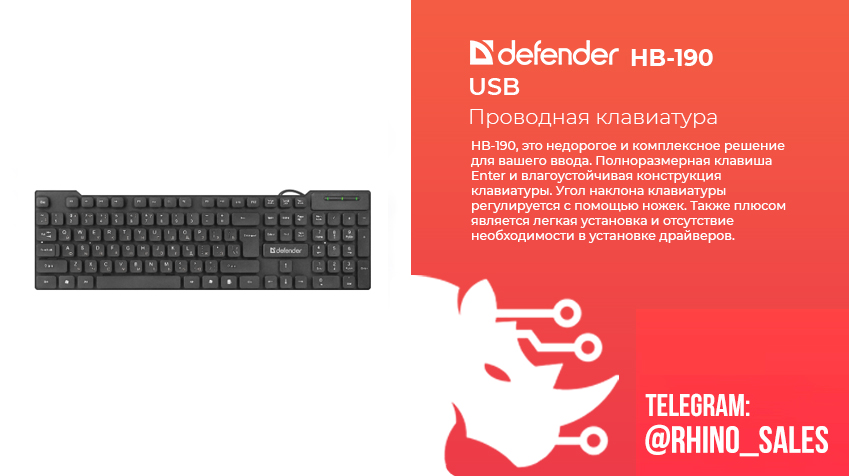 defender HB-190
USB
Проводная клавиатура
HB-190, это недорогое и комплексное решение
для вашего ввода. Полноразмерная клавиша
Enter и влагоустойчивая конструкция
клавиатуры. Угол наклона клавиатуры
регулируется с помощью ножек. Также плюсом
является легкая установка и отсутствие
необходимости в установке драйверов.
defender
TELEGRAM:
@RHINO_SALES